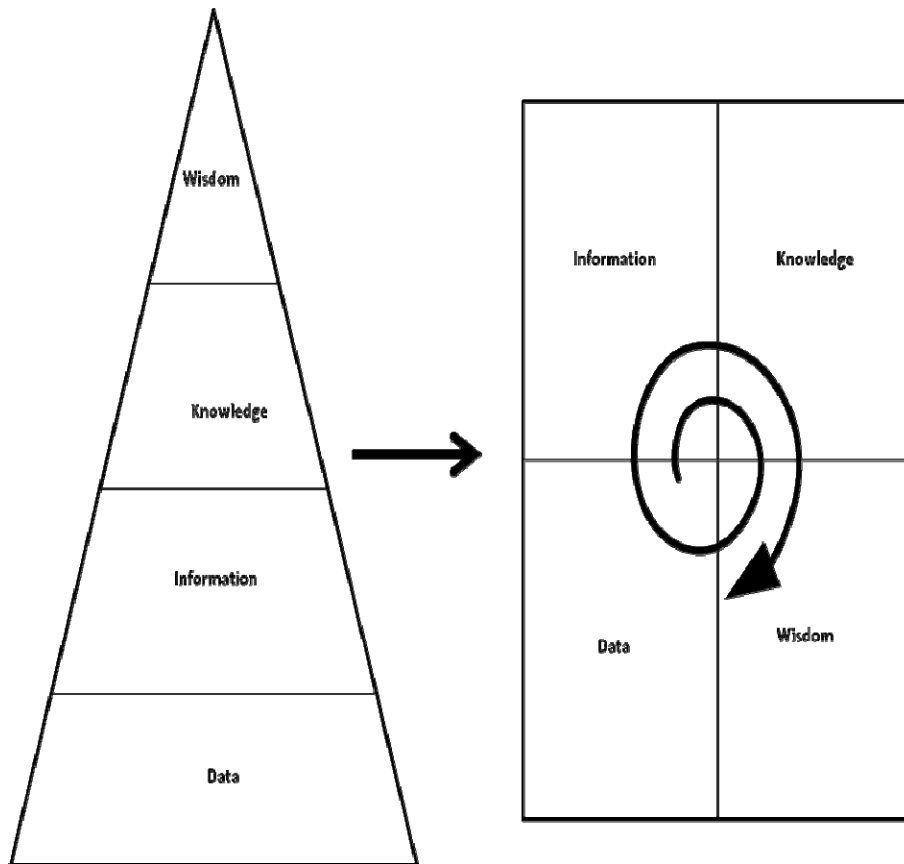 Wisdom
Knowledge
Information
Data
Information
Knowledge
Data
Wisdom